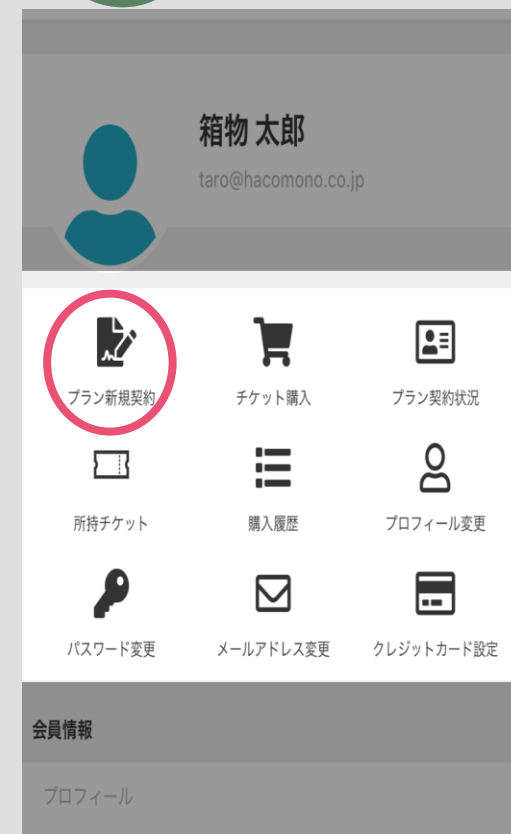 箱物 太郎
taro@hacomono.co.jp
プラン新規契約
チケット購入
プラン契約状況
所持チケット
購入履歴
プロフィール変更
パスワード変更
メールアドレス変更
クレジットカード設定
会員情報
プロフィール